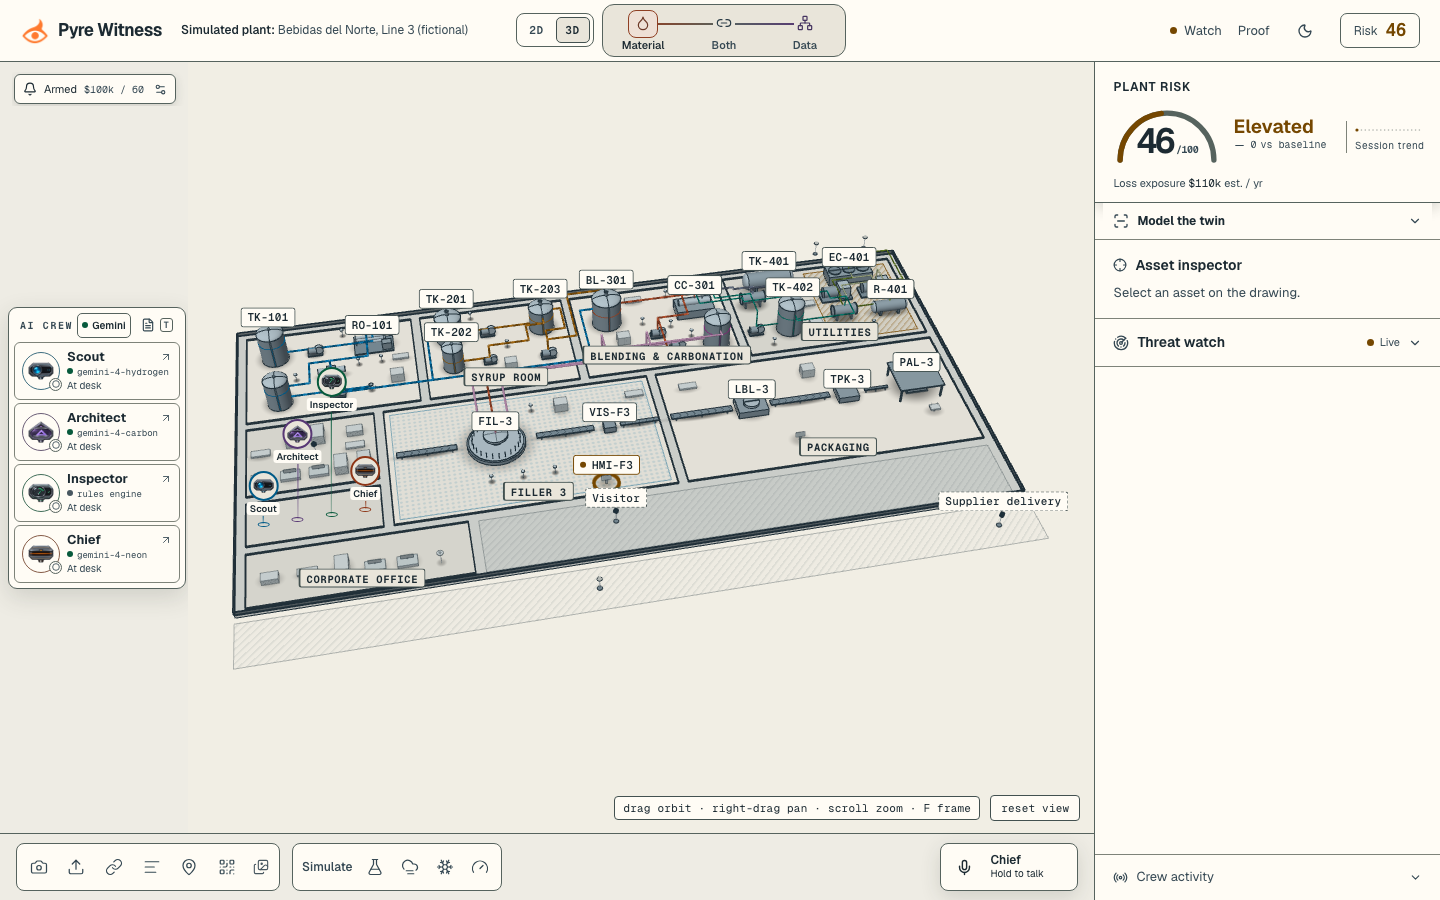 Pyre Witness
Simulated plant: Bebidas del Norte, Line 3 (fictional)
2D
3D
Material
Both
Data
Watch
Proof
Risk 46
Armed $100k / 60
PLANT RISK
46 /100
Elevated
— 0 vs baseline
Session trend
Loss exposure $110k est. / yr
Model the twin
Asset inspector
Select an asset on the drawing.
Threat watch
Live
AI CREW
Gemini
T
Scout
gemini-4-hydrogen
At desk
Architect
gemini-4-carbon
At desk
Inspector
rules engine
At desk
Chief
gemini-4-neon
At desk
TK-101
RO-101
TK-201
TK-202
TK-203
BL-301
CC-301
TK-401
EC-401
TK-402
R-401
UTILITIES
BLENDING & CARBONATION
SYRUP ROOM
PAL-3
TPK-3
LBL-3
VIS-F3
FIL-3
PACKAGING
HMI-F3
FILLER 3
Visitor
Supplier delivery
Inspector
Architect
Chief
Scout
CORPORATE OFFICE
drag orbit · right-drag pan · scroll zoom · F frame
reset view
Simulate
Chief
Hold to talk
Crew activity